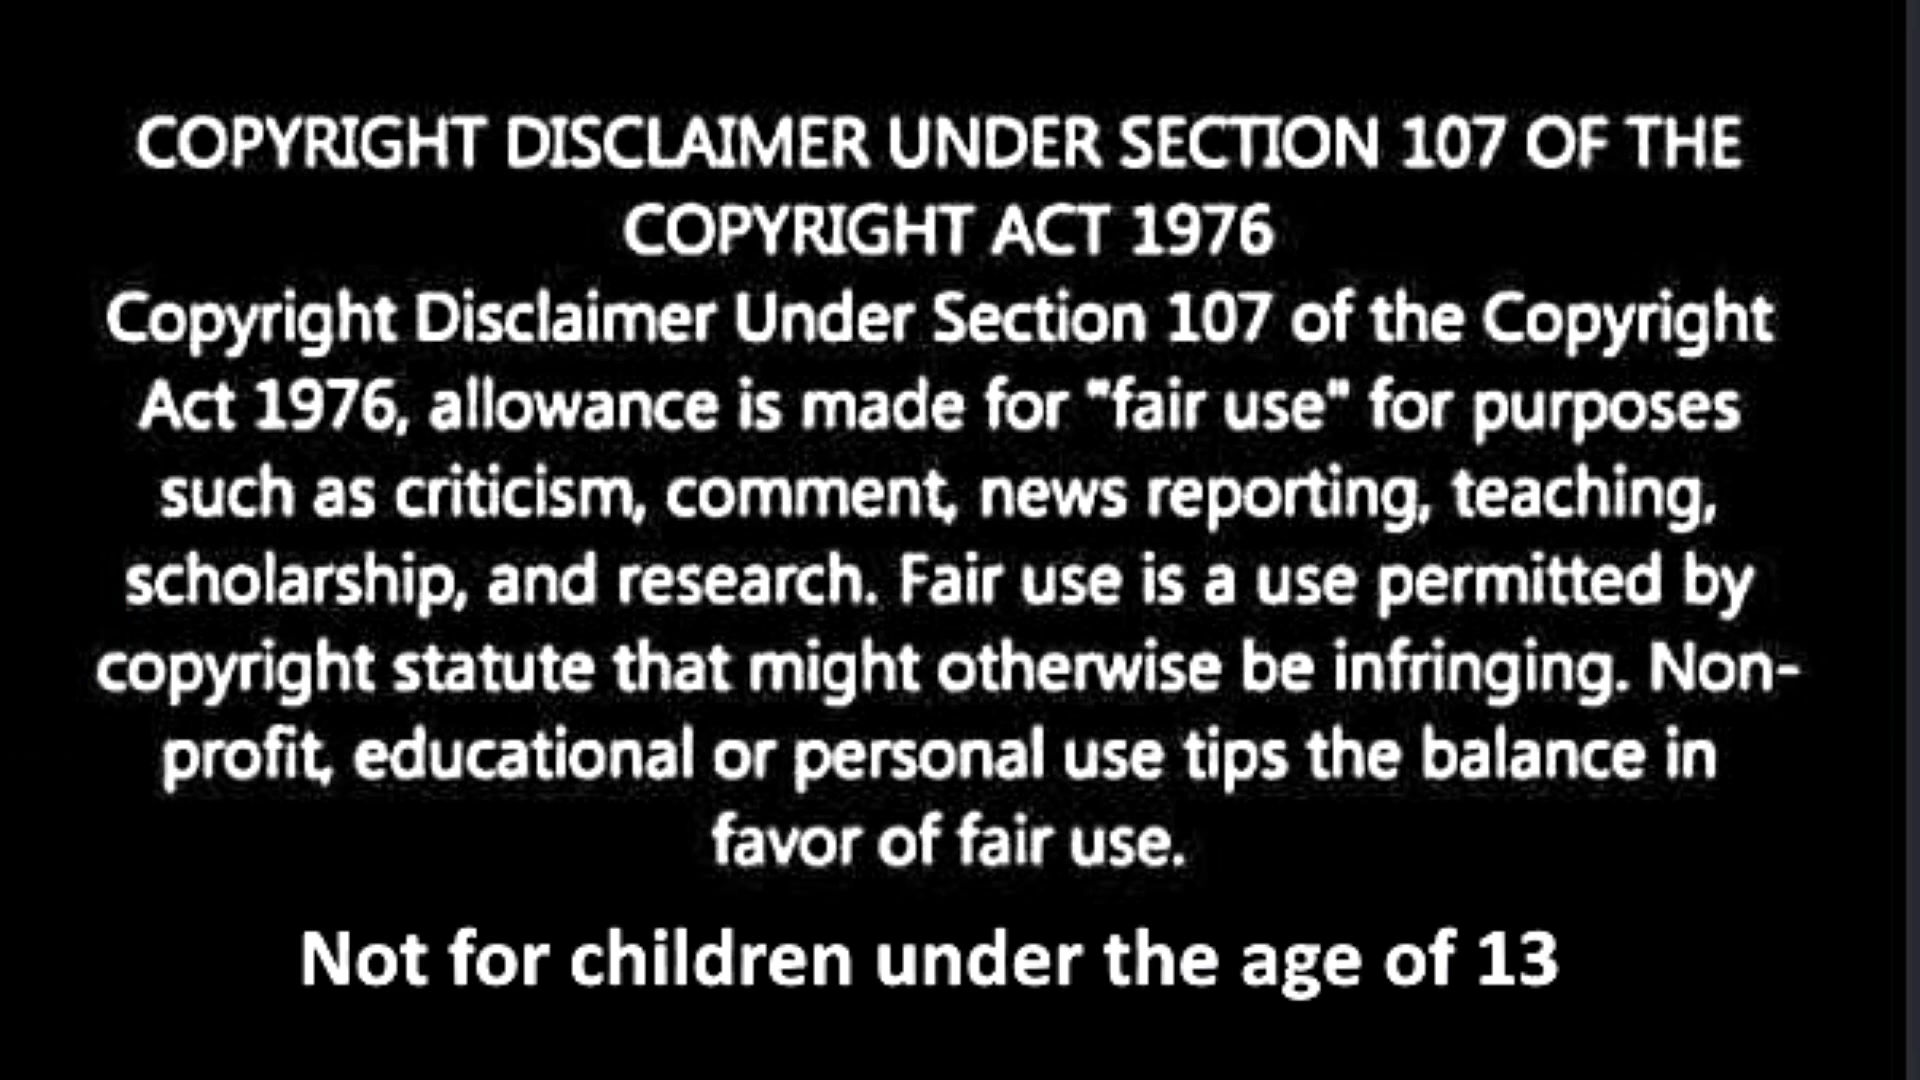 COPYRIGHT DISCLAIMER UNDER SECTION 107 OF THE
COPYRIGHT ACT 1976
Copyright Disclaimer Under Section 107 of the Copyright
Act 1976, allowance is made for "fair use" for purposes
such as criticism, comment, news reporting, teaching,
scholarship, and research. Fair use is a use permitted by
copyright statute that might otherwise be infringing. Non-
profit, educational or personal use tips the balance in
favor of fair use.
Not for children under the age of 13